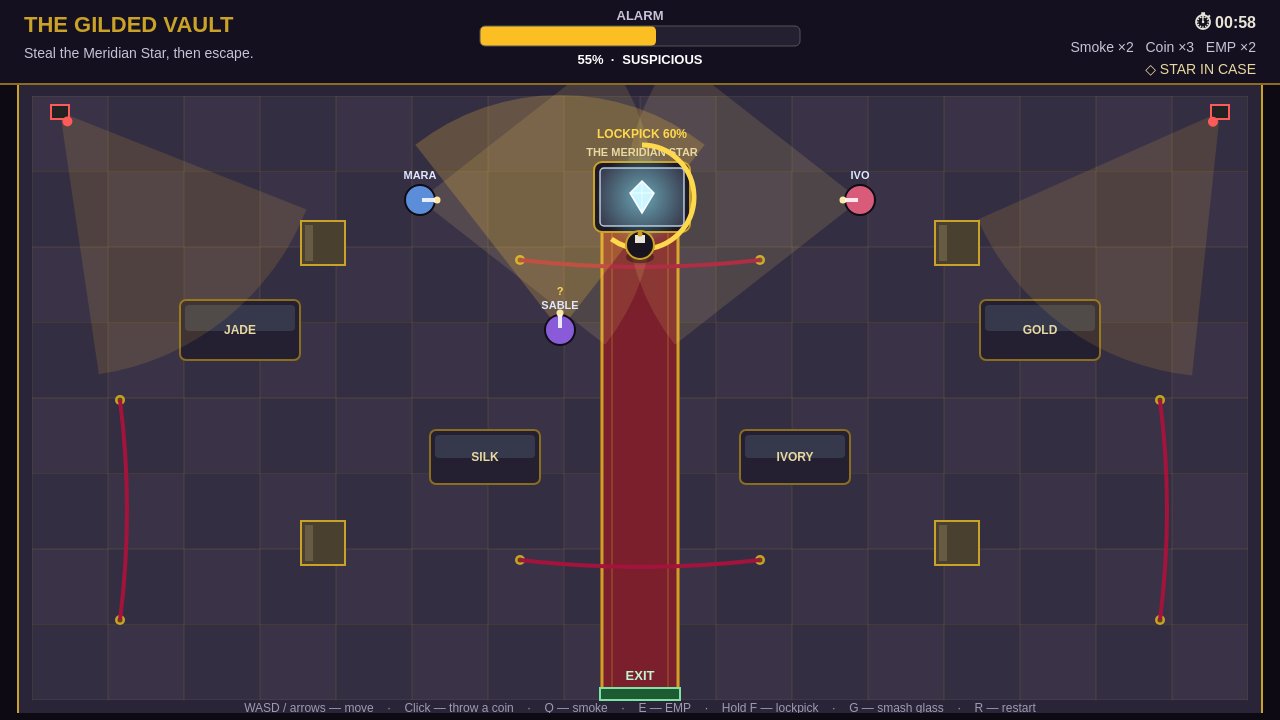 THE GILDED VAULT
Steal the Meridian Star, then escape.
ALARM
55% · SUSPICIOUS
⏱ 00:58
Smoke ×2 Coin ×3 EMP ×2
◇ STAR IN CASE
LOCKPICK 60%
THE MERIDIAN STAR
MARA
IVO
?
SABLE
JADE
GOLD
SILK
IVORY
EXIT
WASD / arrows — move · Click — throw a coin · Q — smoke · E — EMP · Hold F — lockpick · G — smash glass · R — restart